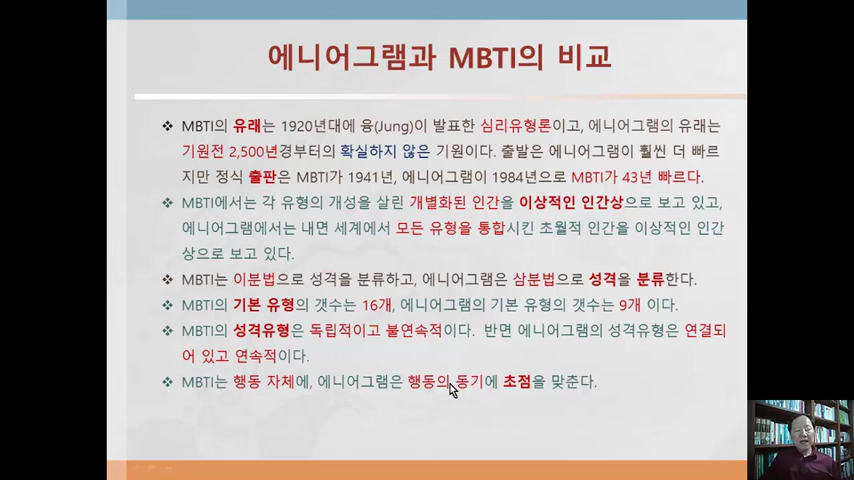 에니어그램과 MBTI의 비교
❖ MBTI의 유래는 1920년대에 융(Jung)이 발표한 심리유형론이고, 에니어그램의 유래는
기원전 2,500년경부터의 확실하지 않은 기원이다. 출발은 에니어그램이 훨씬 더 빠르
지만 정식 출판은 MBTI가 1941년, 에니어그램이 1984년으로 MBTI가 43년 빠르다.
❖ MBTI에서는 각 유형의 개성을 살린 개별화된 인간을 이상적인 인간상으로 보고 있고,
에니어그램에서는 내면 세계에서 모든 유형을 통합시킨 초월적 인간을 이상적인 인간
상으로 보고 있다.
❖ MBTI는 이분법으로 성격을 분류하고, 에니어그램은 삼분법으로 성격을 분류한다.
❖ MBTI의 기본 유형의 갯수는 16개, 에니어그램의 기본 유형의 갯수는 9개 이다.
❖ MBTI의 성격유형은 독립적이고 불연속적이다. 반면 에니어그램의 성격유형은 연결되
어 있고 연속적이다.
❖ MBTI는 행동 자체에, 에니어그램은 행동의 동기에 초점을 맞춘다.